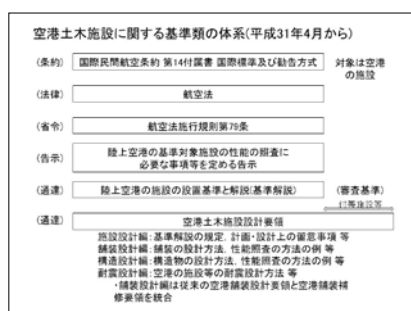 空港土木施設に関する基準類の体系(平成31年4月から)
(条約) 国際民間航空条約 第14付属書 国際標準及び勧告方式 対象は空港の施設
(法律) 航空法
(省令) 航空法施行規則第79条
(告示) 陸上空港の基準対象施設の性能の照査に
必要な事項等を定める告示
(通達) 陸上空港の施設の設置基準と解説(基準解説) (審査基準)
灯等施設等
(通達) 空港土木施設設計要領
施設設計編:基準解説の規定、計画・設計上の留意事項 等
舗装設計編:舗装の設計方法、性能照査の方法の例 等
構造設計編:構造物の設計方法、性能照査の方法の例 等
耐震設計編:空港の施設等の耐震設計方法 等
・舗装設計編は従来の空港舗装設計要領と空港舗装補
修要領を統合